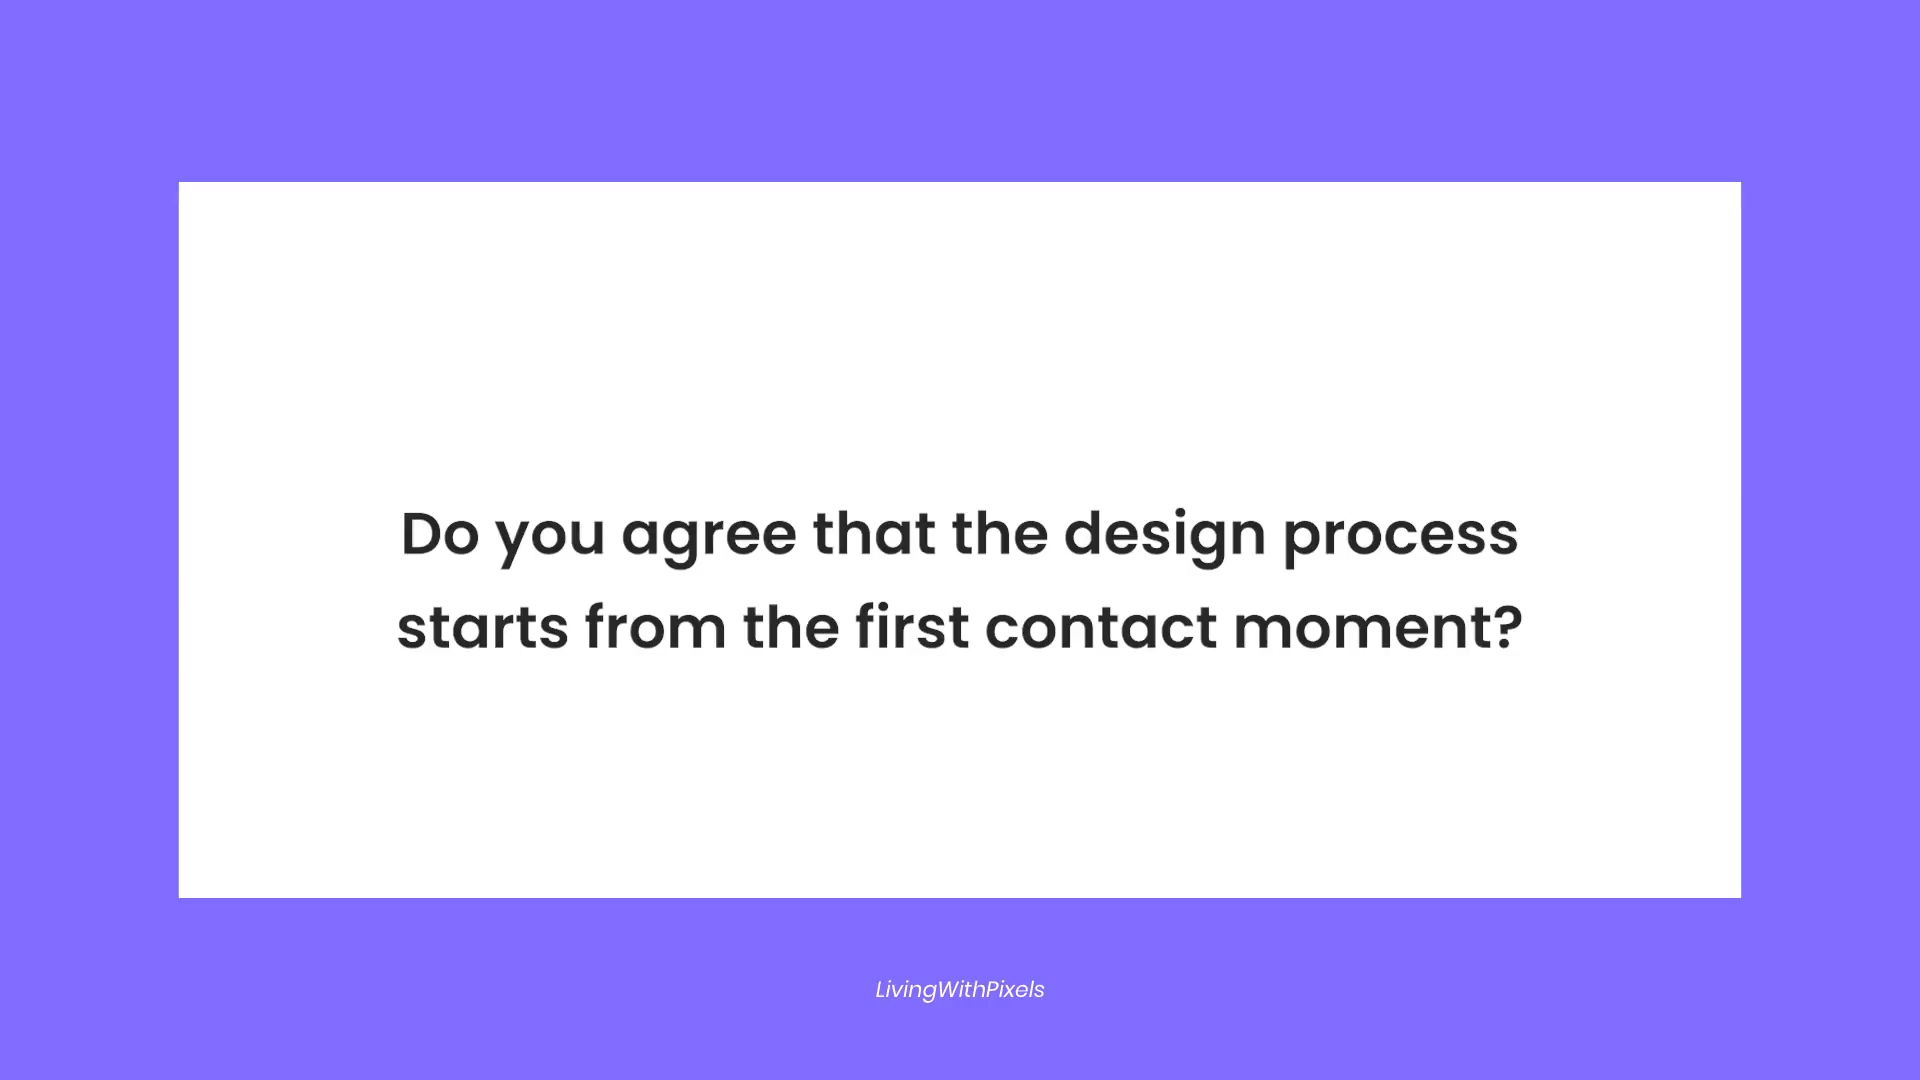 Do you agree that the design process
starts from the first contact moment?
LivingWithPixels